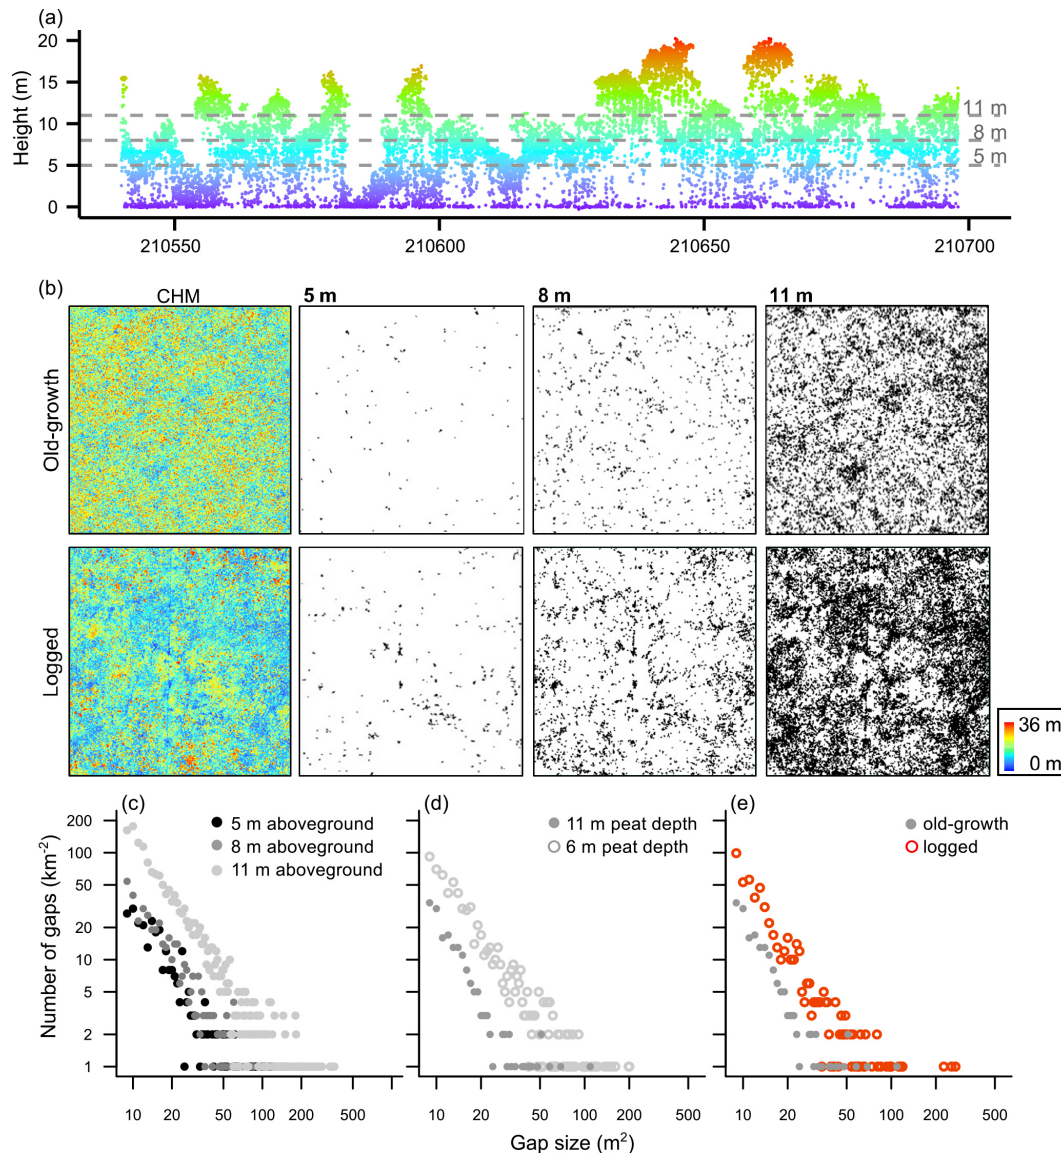 (a)
20
15
10
5
0
Height (m)
11 m
8 m
5 m
210550
210600
210650
210700
(b)
CHM
5 m
8 m
11 m
Old-growth
Logged
36 m
0 m
(c)
5 m aboveground
8 m aboveground
11 m aboveground
(d)
11 m peat depth
6 m peat depth
(e)
old-growth
logged
Number of gaps (km⁻²)
200
100
50
20
10
5
2
1
10 20 50 100 200 500
10 20 50 100 200 500
10 20 50 100 200 500
Gap size (m²)